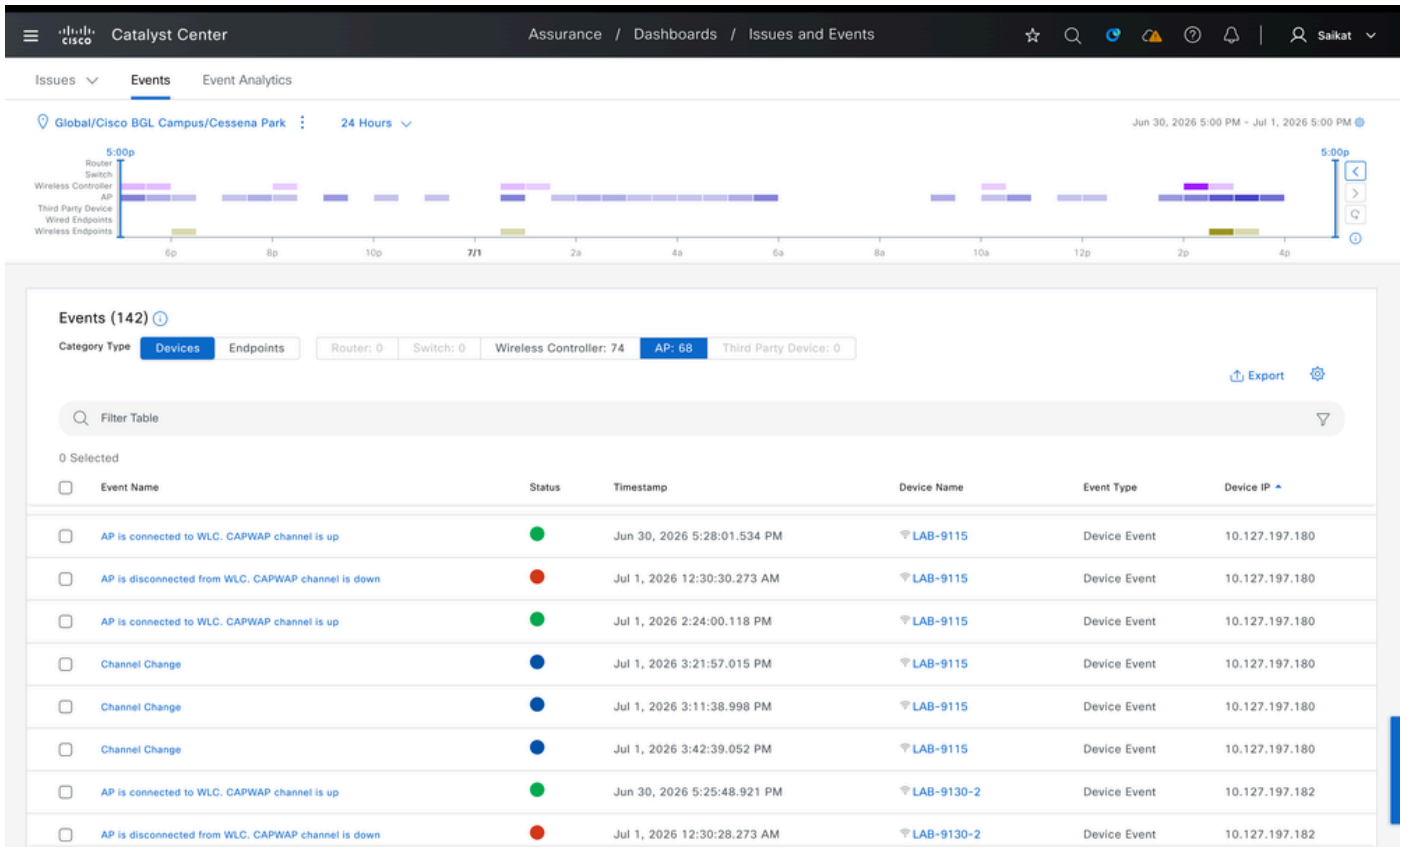 cisco Catalyst Center Assurance / Dashboards / Issues and Events Saikat
Issues Events Event Analytics
Global/Cisco BGL Campus/Cessena Park 24 Hours Jun 30, 2026 5:00 PM - Jul 1, 2026 5:00 PM
5:00p 5:00p
Router
Switch
Wireless Controller
AP
Third Party Device
Wired Endpoints
Wireless Endpoints
6p 8p 10p 7/1 2a 4a 6a 8a 10a 12p 2p 4p
Events (142)
Category Type Devices Endpoints Router: 0 Switch: 0 Wireless Controller: 74 AP: 68 Third Party Device: 0
Export
Filter Table
0 Selected
Event Name Status Timestamp Device Name Event Type Device IP
AP is connected to WLC. CAPWAP channel is up Jun 30, 2026 5:28:01.534 PM LAB-9115 Device Event 10.127.197.180
AP is disconnected from WLC. CAPWAP channel is down Jul 1, 2026 12:30:30.273 AM LAB-9115 Device Event 10.127.197.180
AP is connected to WLC. CAPWAP channel is up Jul 1, 2026 2:24:00.118 PM LAB-9115 Device Event 10.127.197.180
Channel Change Jul 1, 2026 3:21:57.015 PM LAB-9115 Device Event 10.127.197.180
Channel Change Jul 1, 2026 3:11:38.998 PM LAB-9115 Device Event 10.127.197.180
Channel Change Jul 1, 2026 3:42:39.052 PM LAB-9115 Device Event 10.127.197.180
AP is connected to WLC. CAPWAP channel is up Jun 30, 2026 5:25:48.921 PM LAB-9130-2 Device Event 10.127.197.182
AP is disconnected from WLC. CAPWAP channel is down Jul 1, 2026 12:30:28.273 AM LAB-9130-2 Device Event 10.127.197.182